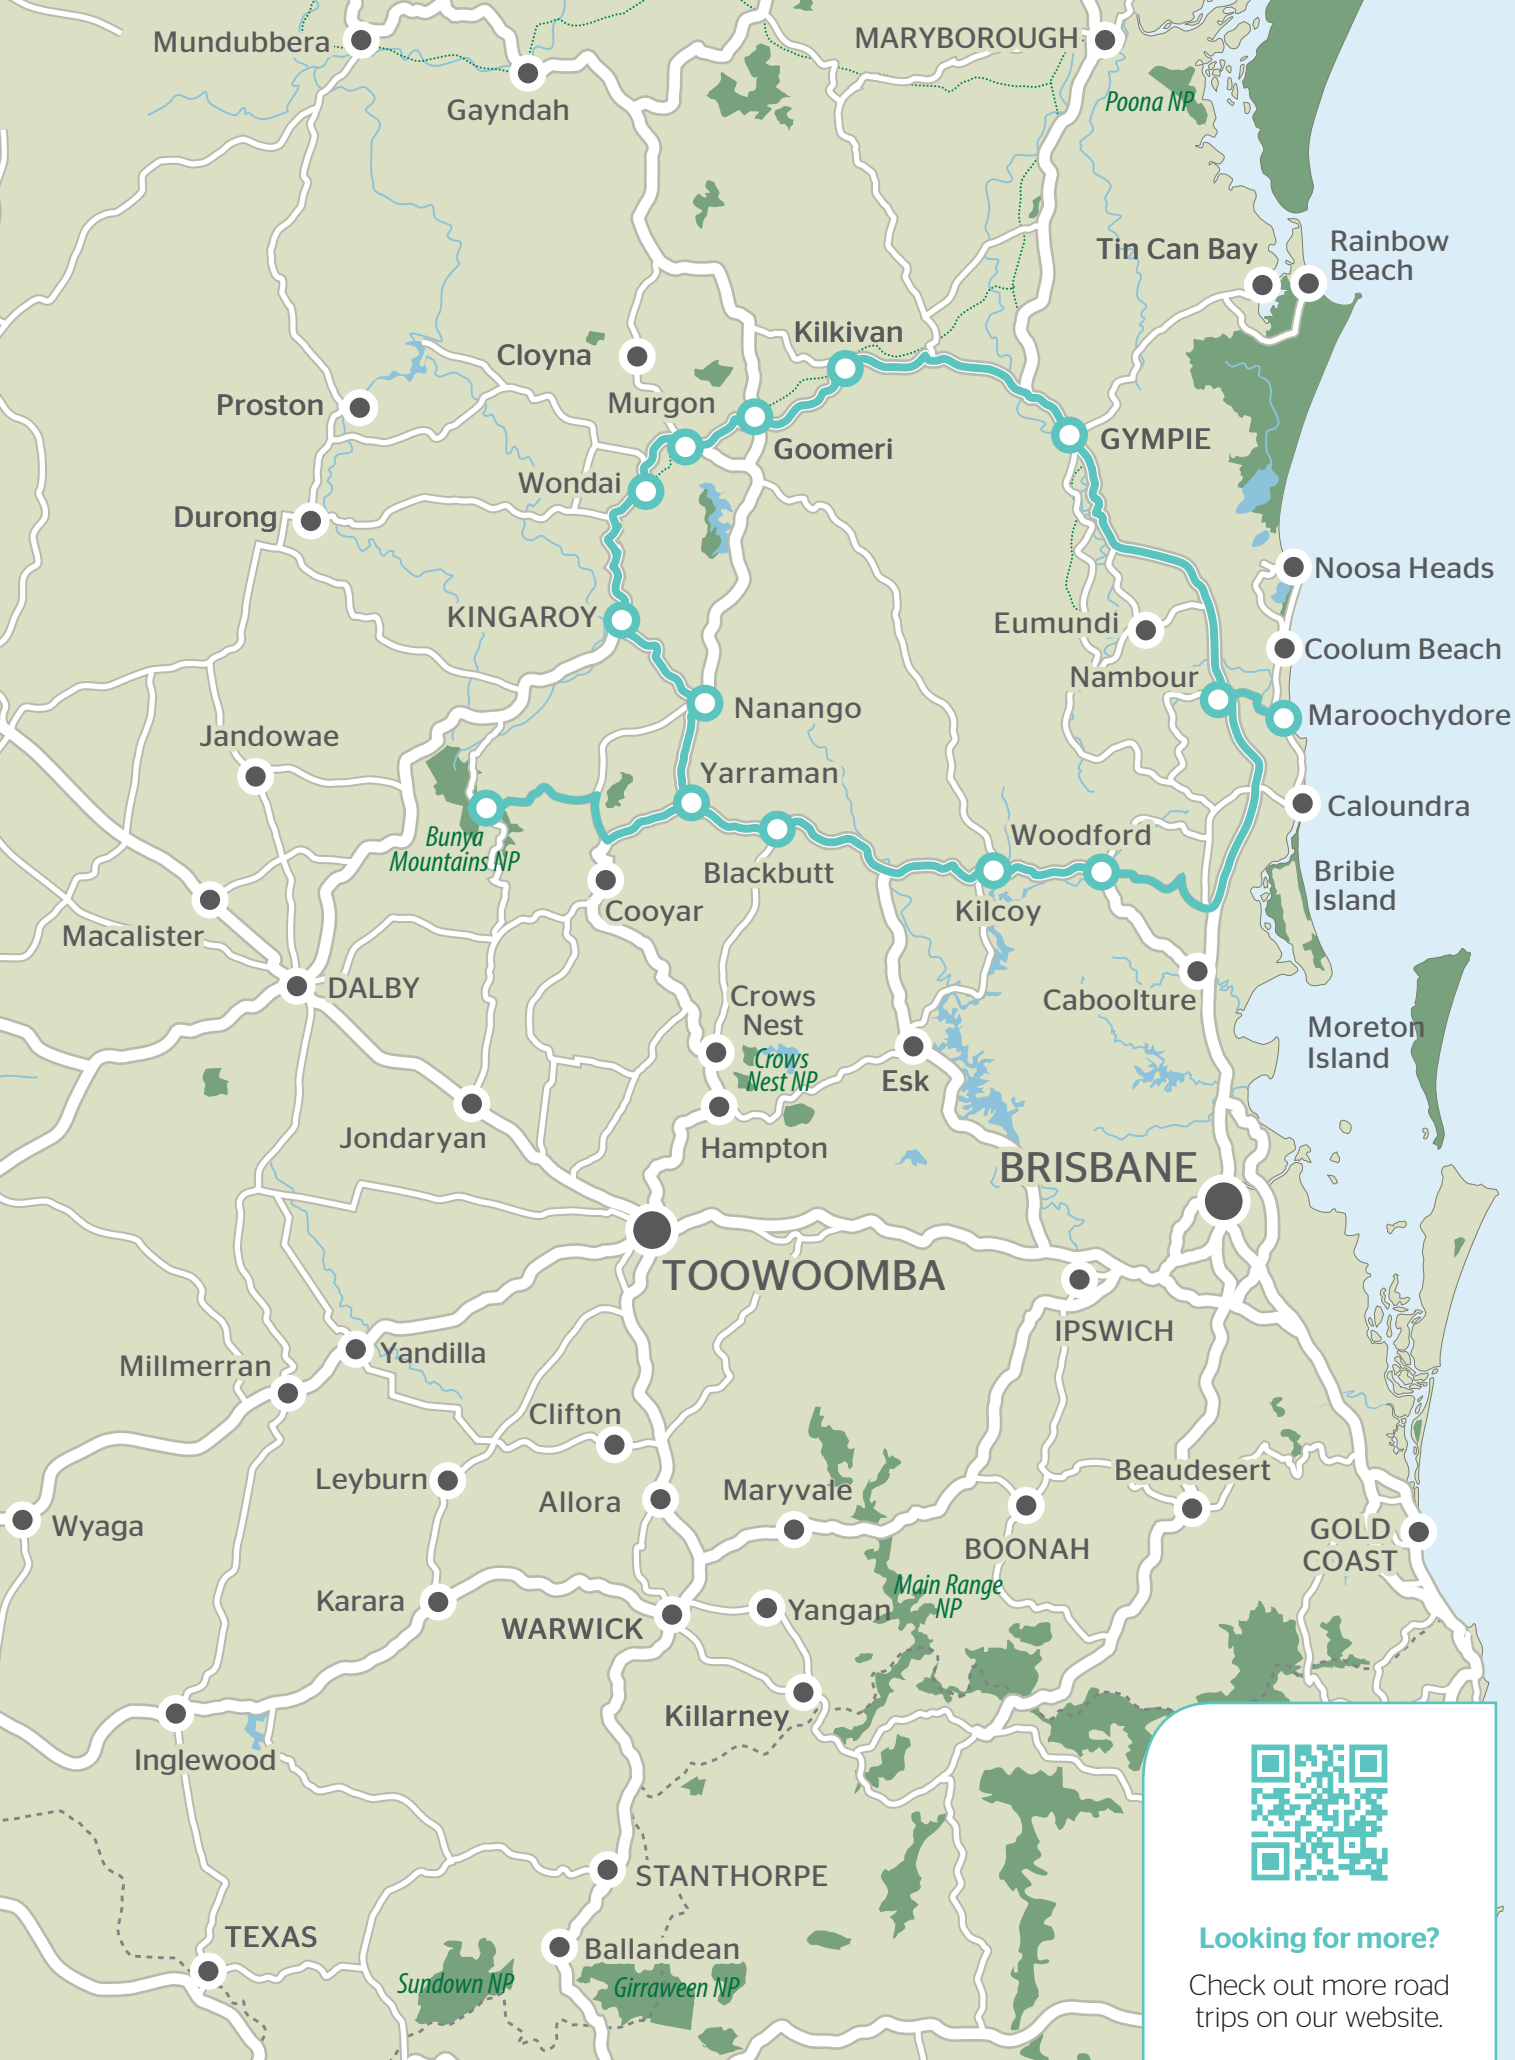 Mundubbera
MARYBOROUGH
Gayndah
Poona NP
Tin Can Bay
Rainbow
Beach
Kilkivan
Cloyna
Proston
Murgon
Goomeri
GYMPIE
Wondai
Durong
Noosa Heads
KINGAROY
Eumundi
Coolum Beach
Nambour
Nanango
Maroochydore
Jandowae
Yarraman
Caloundra
Bunya
Mountains NP
Woodford
Blackbutt
Bribie
Island
Cooyar
Kilcoy
Macalister
DALBY
Crows
Nest
Caboolture
Moreton
Island
Crows
Nest NP
Esk
Jondaryan
Hampton
BRISBANE
TOOWOOMBA
IPSWICH
Yandilla
Millmerran
Clifton
Leyburn
Beaudesert
Allora
Maryvale
Wyaga
GOLD
COAST
BOONAH
Main Range
NP
Karara
Yangan
WARWICK
Killarney
Inglewood
STANTHORPE
TEXAS
Ballandean
Sundown NP
Girraween NP
Looking for more?
Check out more road
trips on our website.